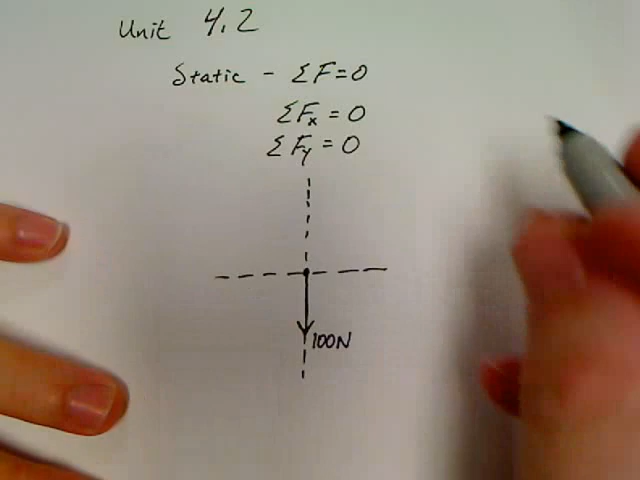 Unit 4.2
Static - ΣF=0
ΣFx = 0
ΣFy = 0
100N